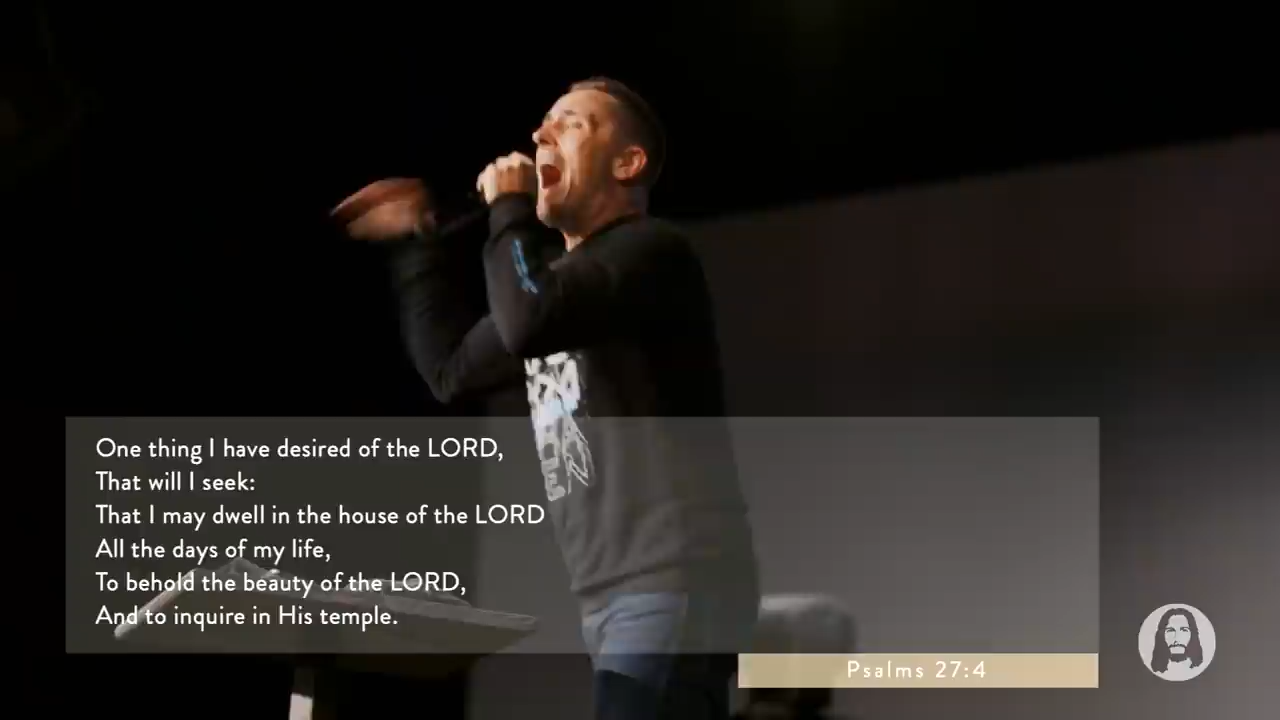 One thing I have desired of the LORD,
That will I seek:
That I may dwell in the house of the LORD
All the days of my life,
To behold the beauty of the LORD,
And to inquire in His temple.
Psalms 27:4